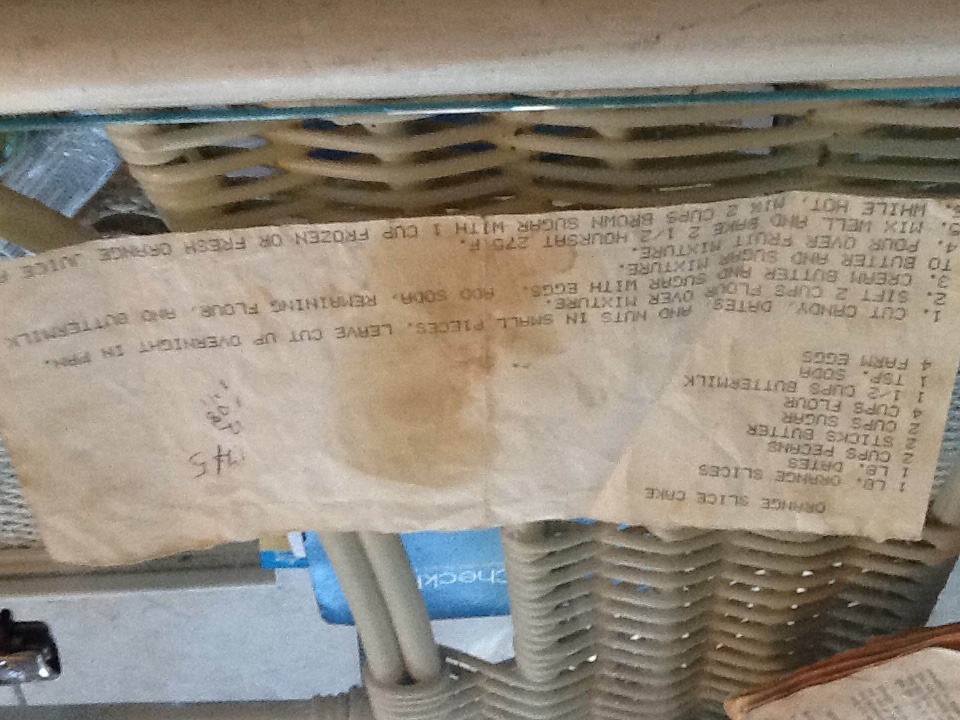 ORANGE SLICE CAKE
1 LB. ORANGE SLICES
1 LB. DATES
2 CUPS PECANS
2 STICKS BUTTER
2 CUPS SUGAR
4 CUPS FLOUR
1 1/2 CUPS BUTTERMILK
1 TSP. SODA
4 FARM EGGS
1. CUT CANDY, DATES, AND NUTS IN SMALL PIECES. LEAVE CUT UP OVERNIGHT IN PAN.
2. SIFT 2 CUPS FLOUR OVER MIXTURE.
3. CREAM BUTTER AND SUGAR WITH EGGS. ADD SODA, REMAINING FLOUR, AND BUTTERMILK
TO BUTTER AND SUGAR MIXTURE.
4. POUR OVER FRUIT MIXTURE.
5. MIX WELL AND BAKE 2 1/2 HOURSAT 275 F.
6. WHILE HOT, MIX 2 CUPS BROWN SUGAR WITH 1 CUP FROZEN OR FRESH ORANGE JUICE